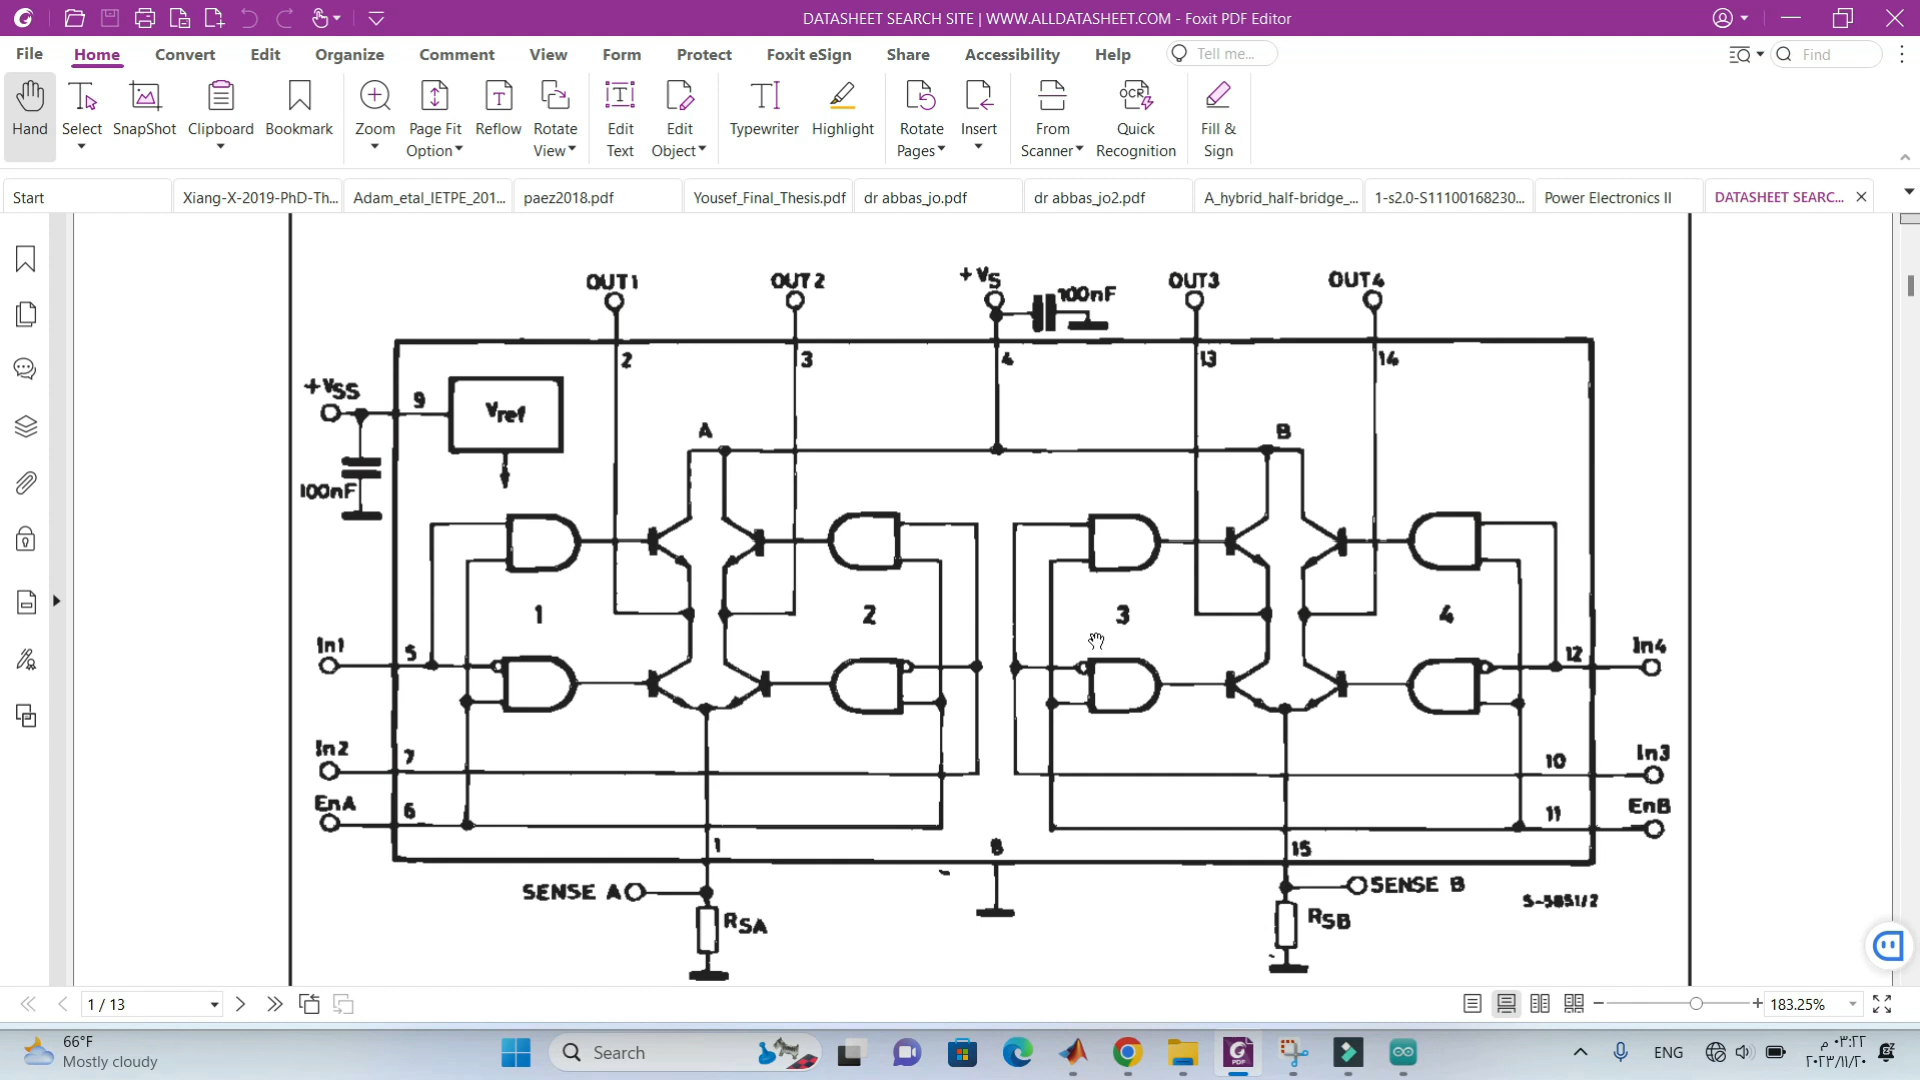 DATASHEET SEARCH SITE | WWW.ALLDATASHEET.COM - Foxit PDF Editor
File Home Convert Edit Organize Comment View Form Protect Foxit eSign Share Accessibility Help Tell me... Find
Hand Select SnapShot Clipboard Bookmark Zoom Page Fit Option Reflow Rotate View Edit Text Edit Object Typewriter Highlight Rotate Pages Insert From Scanner Quick Recognition Fill & Sign
Start Xiang-X-2019-PhD-Th... Adam_etal_IETPE_201... paez2018.pdf Yousef_Final_Thesis.pdf dr abbas_jo.pdf dr abbas_jo2.pdf A_hybrid_half-bridge_... 1-s2.0-S11100168230... Power Electronics II DATASHEET SEARC...
OUT1 OUT2 +Vs 100nF OUT3 OUT4
2 3 4 13 14
+VSS 9 Vref
A B
100nF
1 2 3 4
In1 5 12 In4
In2 7 10 In3
EnA 6 11 EnB
1 8 15
SENSE A SENSE B
S-5851/2
RSA RSB
1 / 13 183.25%
66°F
Mostly cloudy
Search
ENG
٠٣:٢٢ م
٢٠٢٣/١١/٢٠